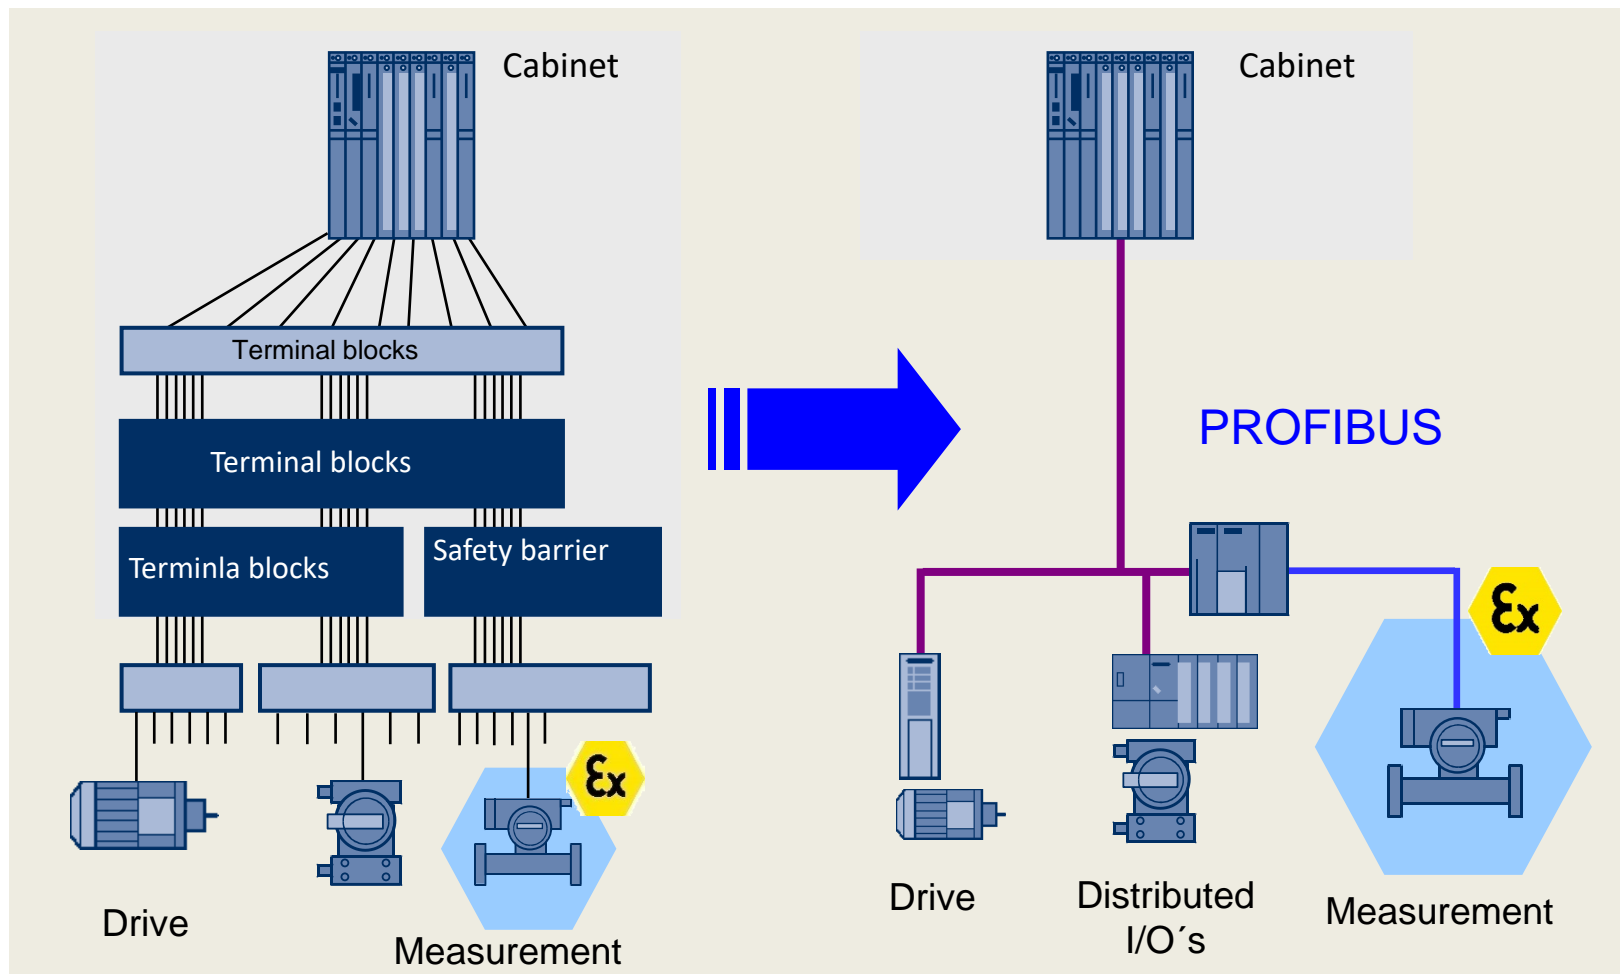 Cabinet
Terminal blocks
Terminal blocks
Terminla blocks
Safety barrier
Ɛx
Drive
Measurement
Cabinet
PROFIBUS
Ɛx
Drive
Distributed
I/O´s
Measurement